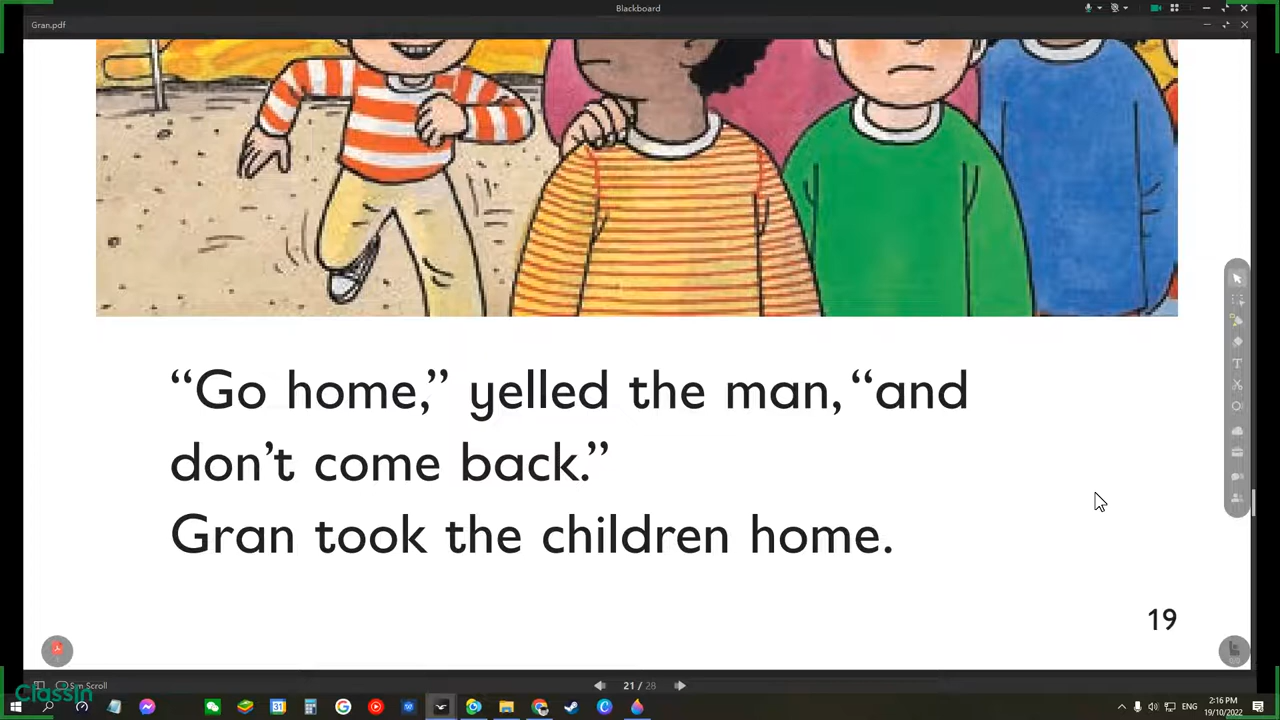 Blackboard
Gran.pdf
“Go home,” yelled the man, “and
don’t come back.”
Gran took the children home.
19
Scroll
21 / 28
ClassIn
ENG
2:16 PM
19/10/2022